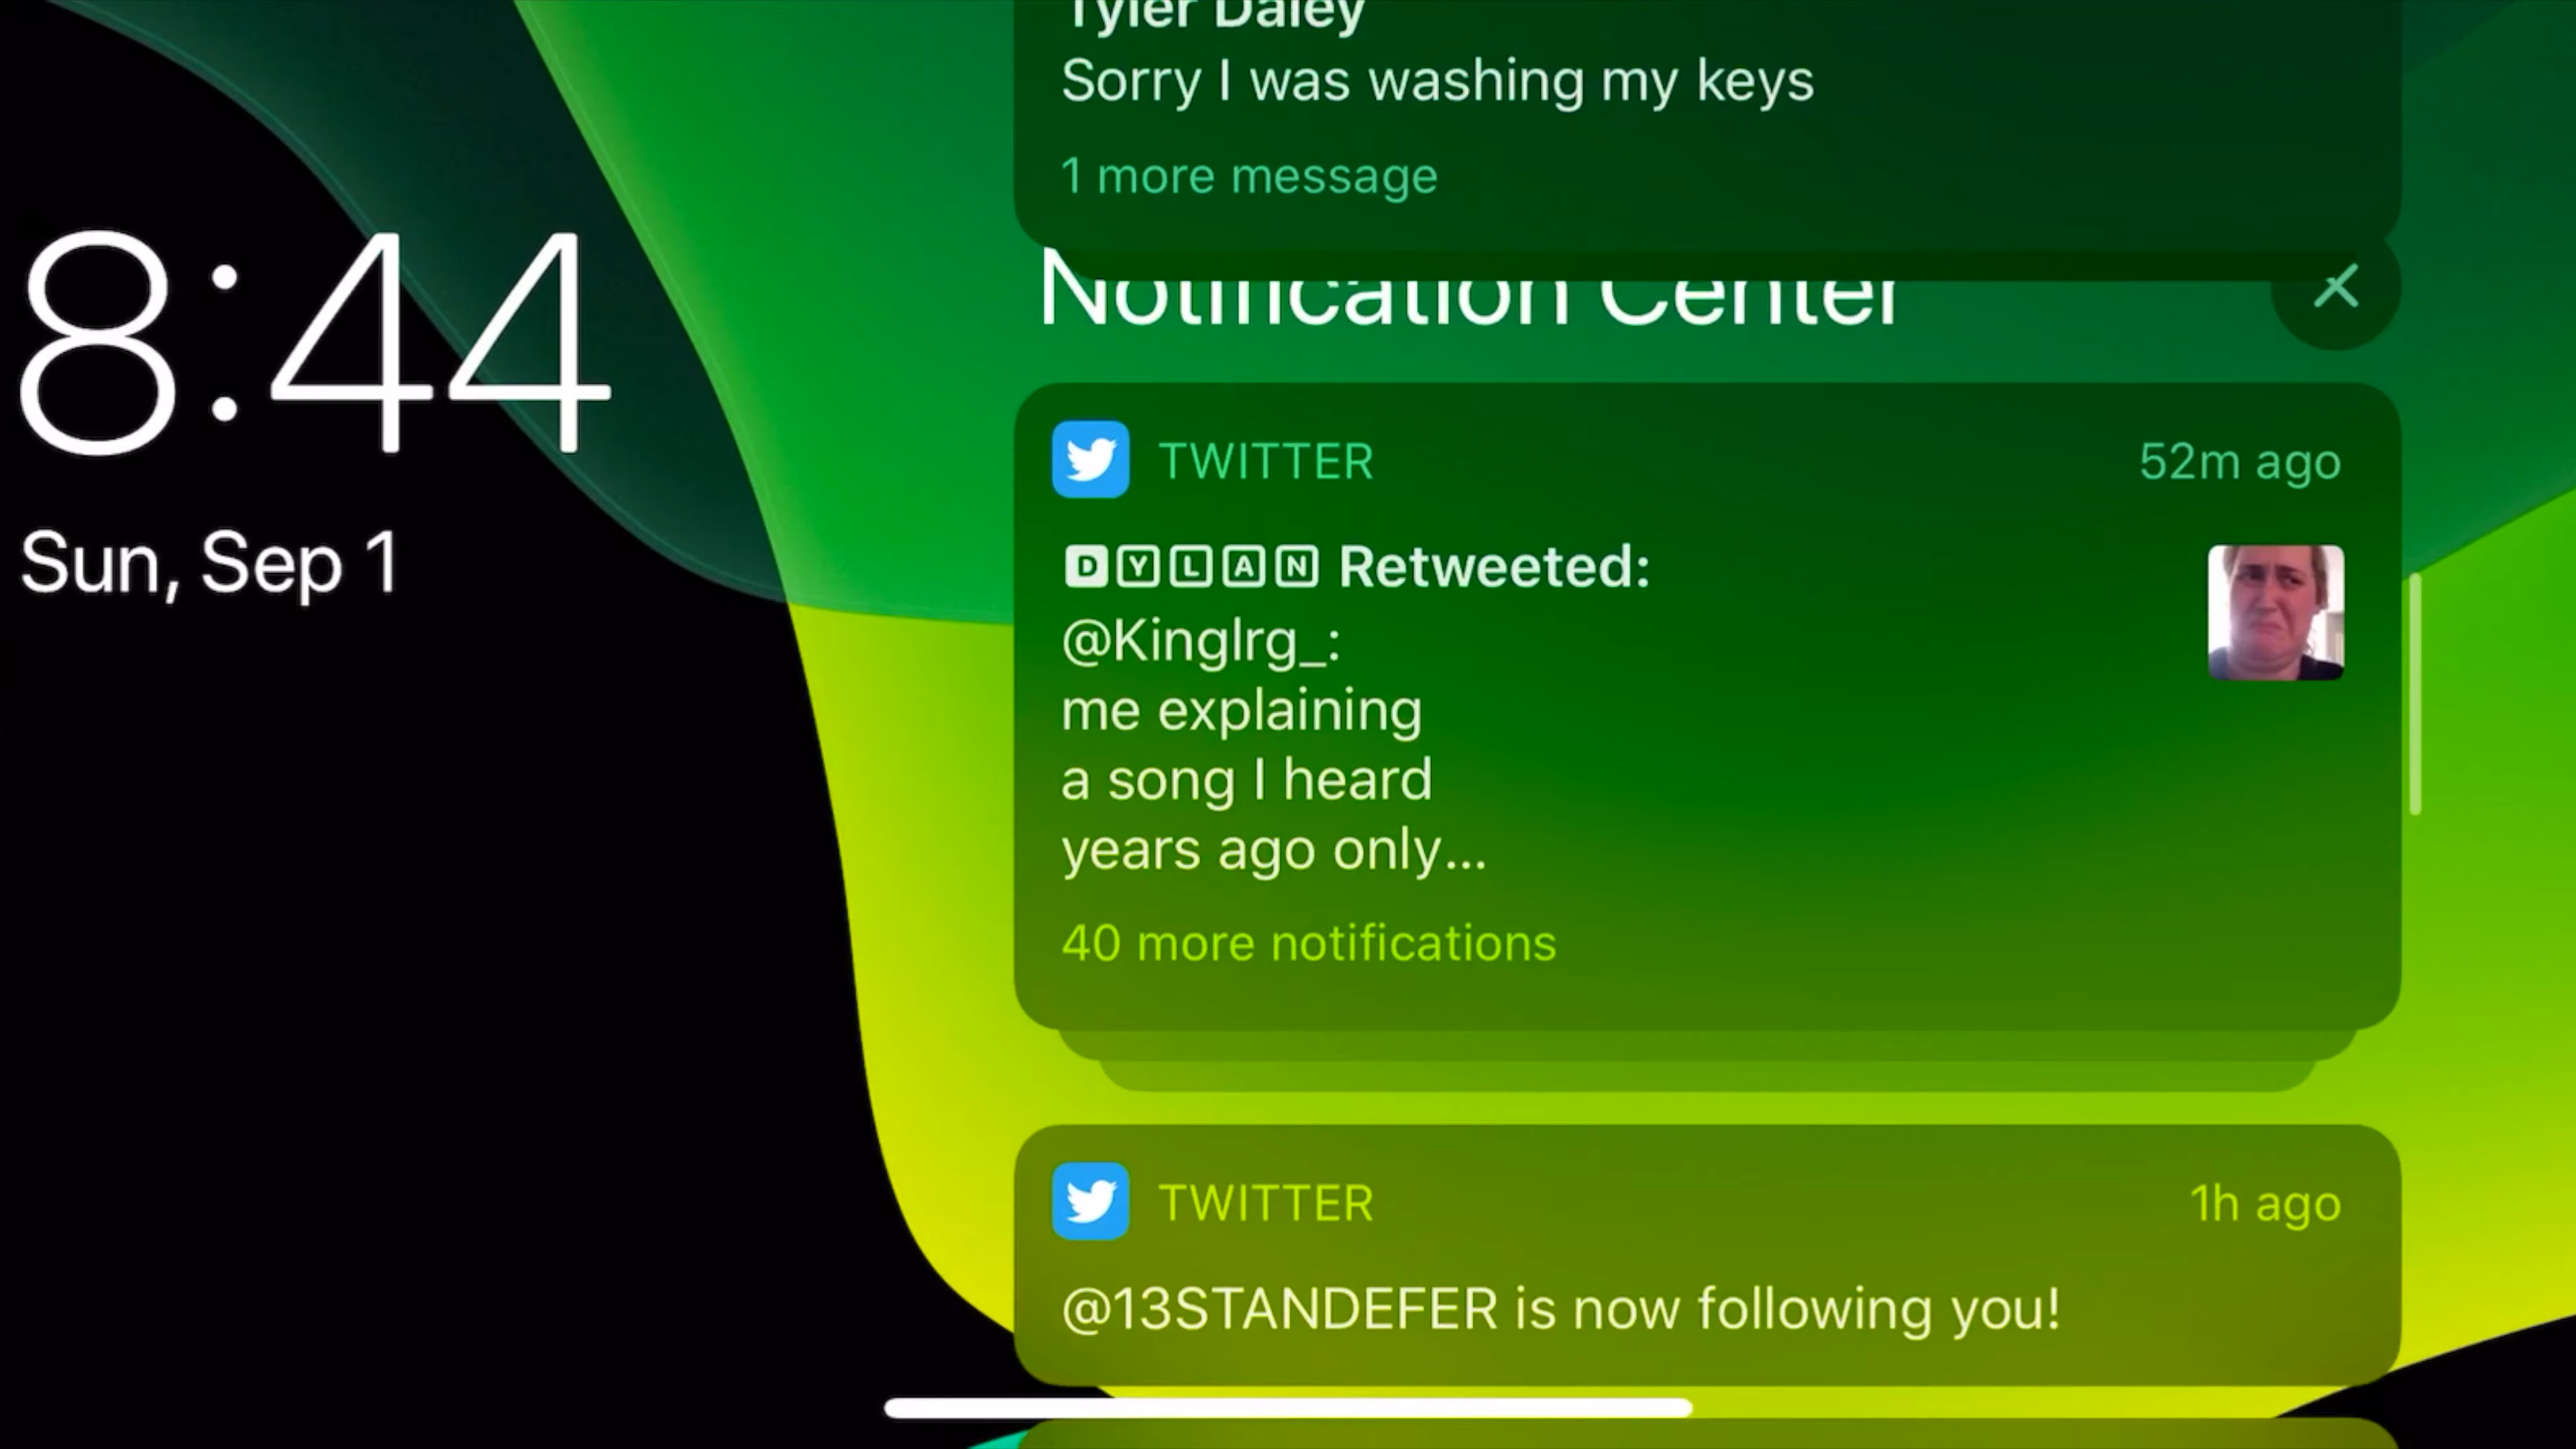 8:44
Sun, Sep 1
Tyler Daley
Sorry I was washing my keys
1 more message
Notification Center
TWITTER
52m ago
🄳🅈🄻🄰🄽 Retweeted:
@Kinglrg_:
me explaining
a song I heard
years ago only...
40 more notifications
TWITTER
1h ago
@13STANDEFER is now following you!